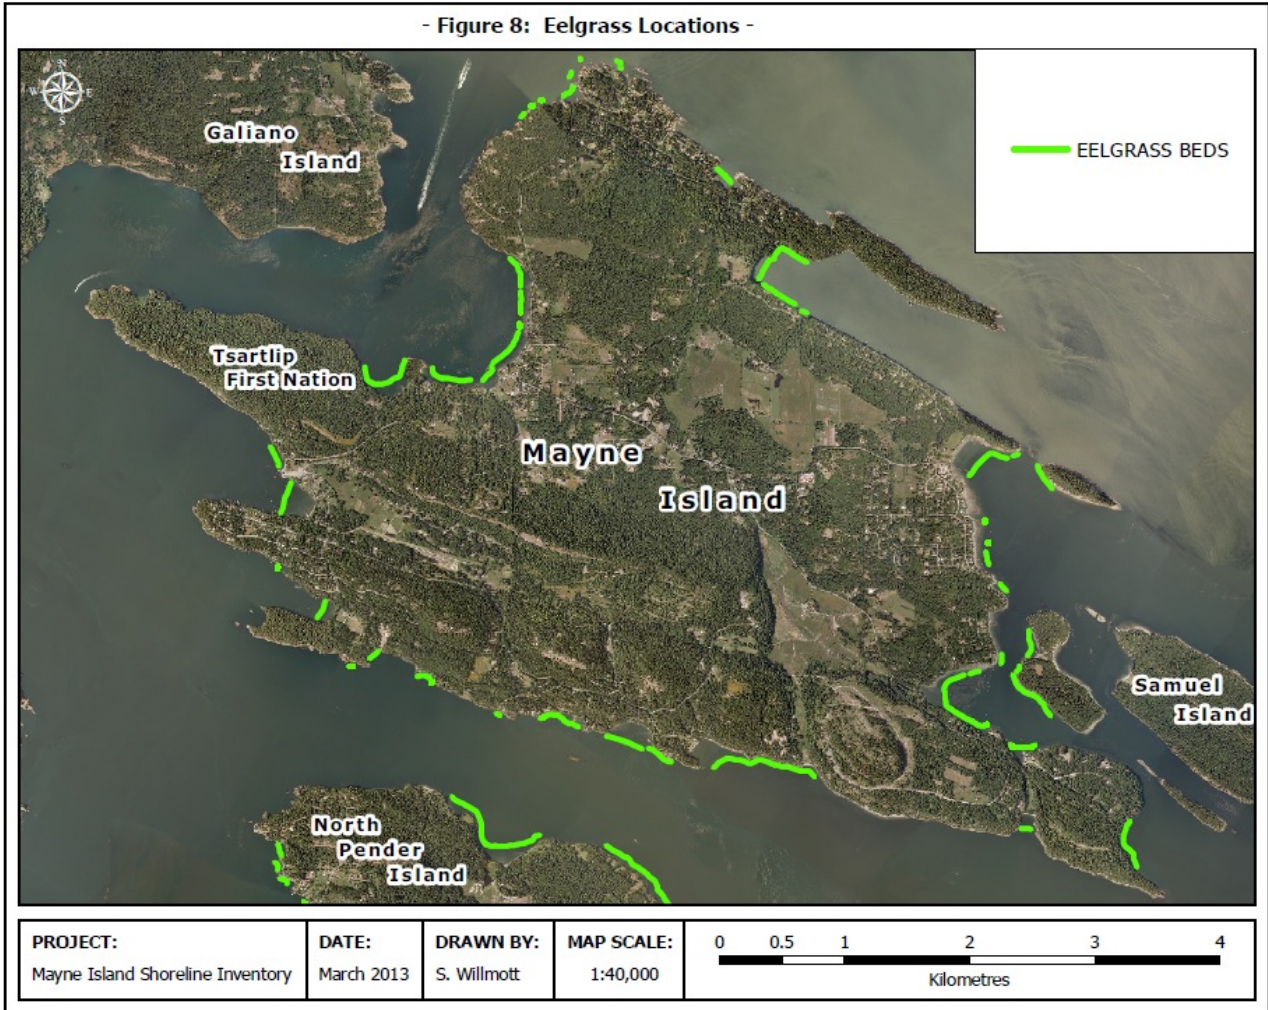 - Figure 8: Eelgrass Locations -
N
W E
S
EELGRASS BEDS
Galiano
Island
Tsartlip
First Nation
Mayne
Island
Samuel
Island
North
Pender
Island
PROJECT:
Mayne Island Shoreline Inventory
DATE:
March 2013
DRAWN BY:
S. Willmott
MAP SCALE:
1:40,000
0 0.5 1 2 3 4
Kilometres